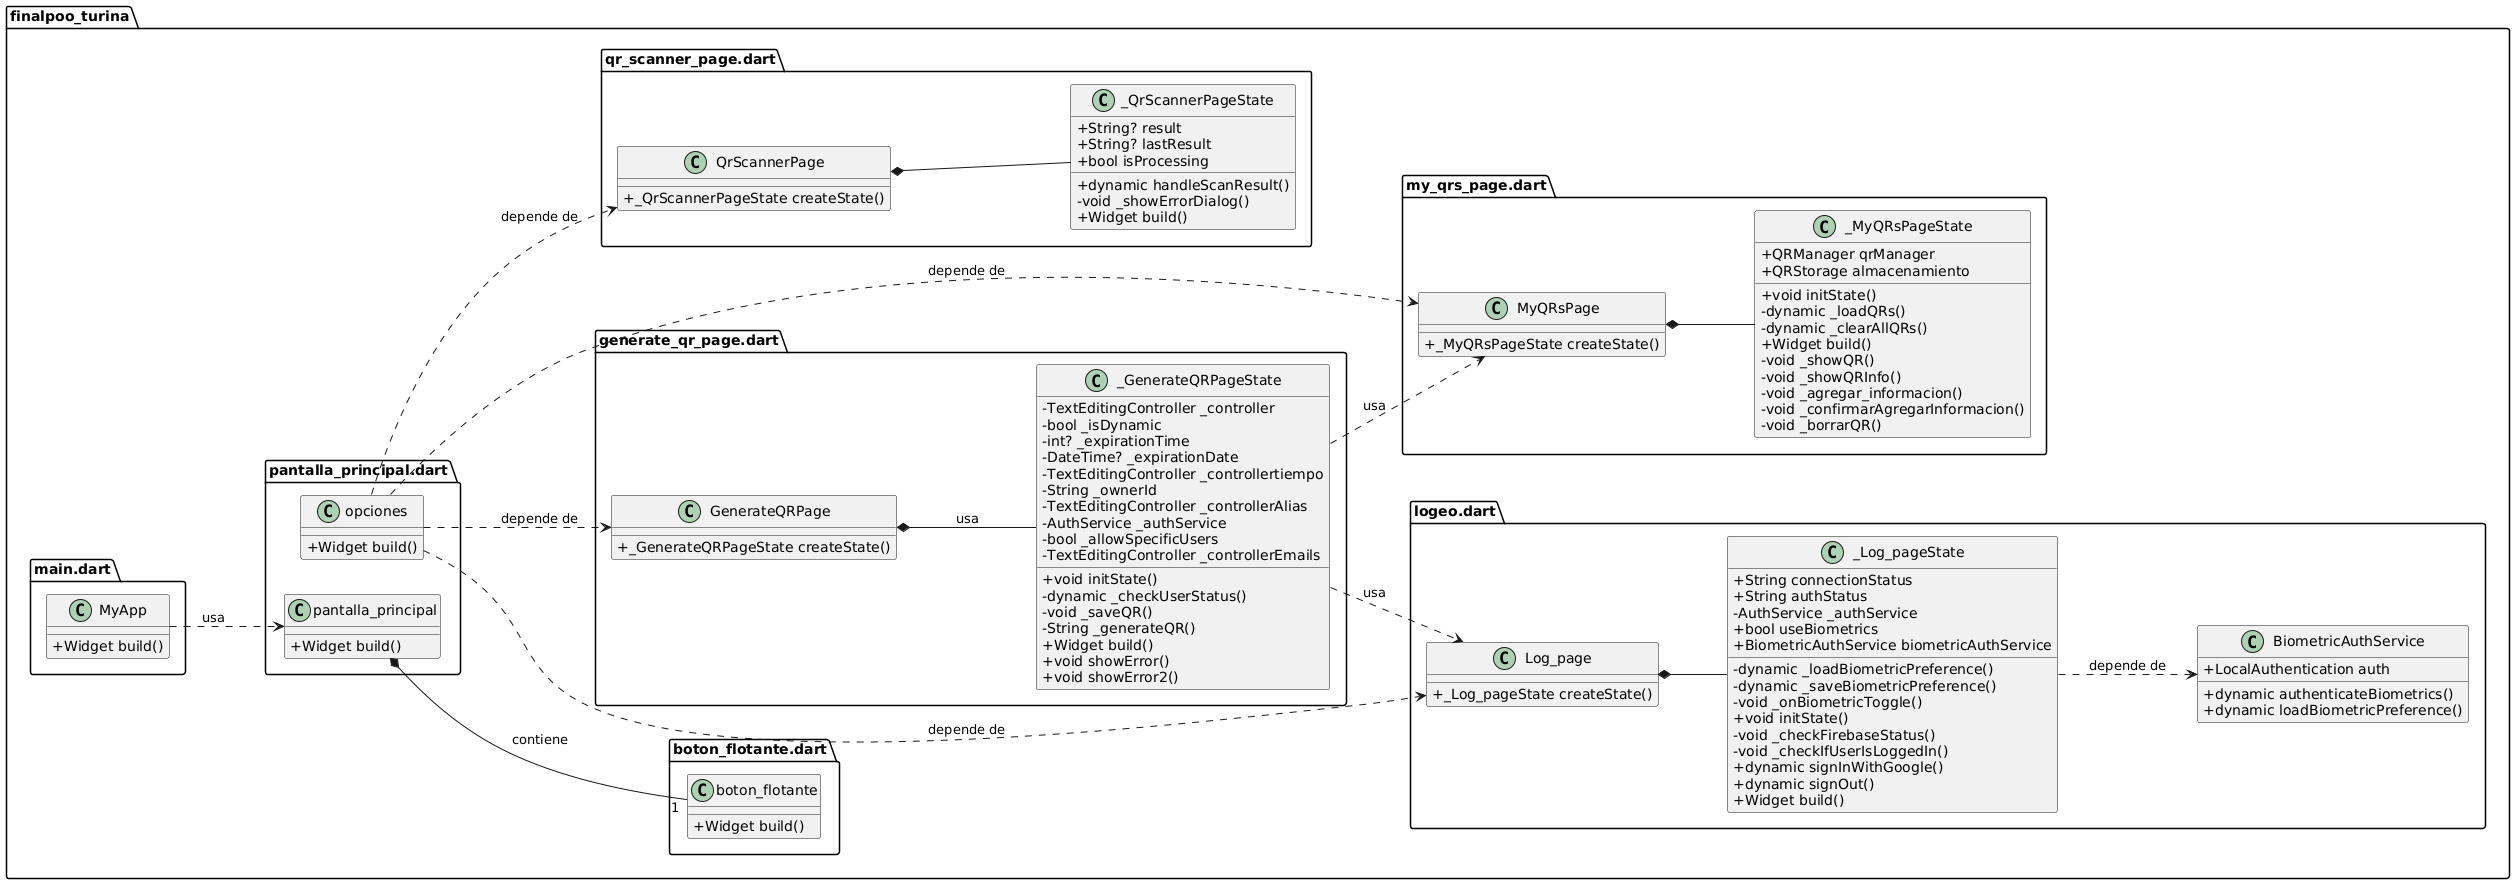 finalpoo_turina
qr_scanner_page.dart
C QrScannerPage
+_QrScannerPageState createState()
C _QrScannerPageState
+String? result
+String? lastResult
+bool isProcessing
+dynamic handleScanResult()
-void _showErrorDialog()
+Widget build()
my_qrs_page.dart
C MyQRsPage
+_MyQRsPageState createState()
C _MyQRsPageState
+QRManager qrManager
+QRStorage almacenamiento
+void initState()
-dynamic _loadQRs()
-dynamic _clearAllQRs()
+Widget build()
-void _showQR()
-void _showQRInfo()
-void _agregar_informacion()
-void _confirmarAgregarInformacion()
-void _borrarQR()
depende de
depende de
generate_qr_page.dart
C GenerateQRPage
+_GenerateQRPageState createState()
usa
C _GenerateQRPageState
-TextEditingController _controller
-bool _isDynamic
-int? _expirationTime
-DateTime? _expirationDate
-TextEditingController _controllertiempo
-String _ownerId
-TextEditingController _controllerAlias
-AuthService _authService
-bool _allowSpecificUsers
-TextEditingController _controllerEmails
+void initState()
-dynamic _checkUserStatus()
-void _saveQR()
-String _generateQR()
+Widget build()
+void showError()
+void showError2()
usa
usa
pantalla_principal.dart
C opciones
+Widget build()
depende de
C pantalla_principal
+Widget build()
main.dart
C MyApp
+Widget build()
usa
logeo.dart
C Log_page
+_Log_pageState createState()
C _Log_pageState
+String connectionStatus
+String authStatus
-AuthService _authService
+bool useBiometrics
+BiometricAuthService biometricAuthService
-dynamic _loadBiometricPreference()
-dynamic _saveBiometricPreference()
-void _onBiometricToggle()
+void initState()
-void _checkFirebaseStatus()
-void _checkIfUserIsLoggedIn()
+dynamic signInWithGoogle()
+dynamic signOut()
+Widget build()
depende de
C BiometricAuthService
+LocalAuthentication auth
+dynamic authenticateBiometrics()
+dynamic loadBiometricPreference()
depende de
contiene
1
boton_flotante.dart
C boton_flotante
+Widget build()